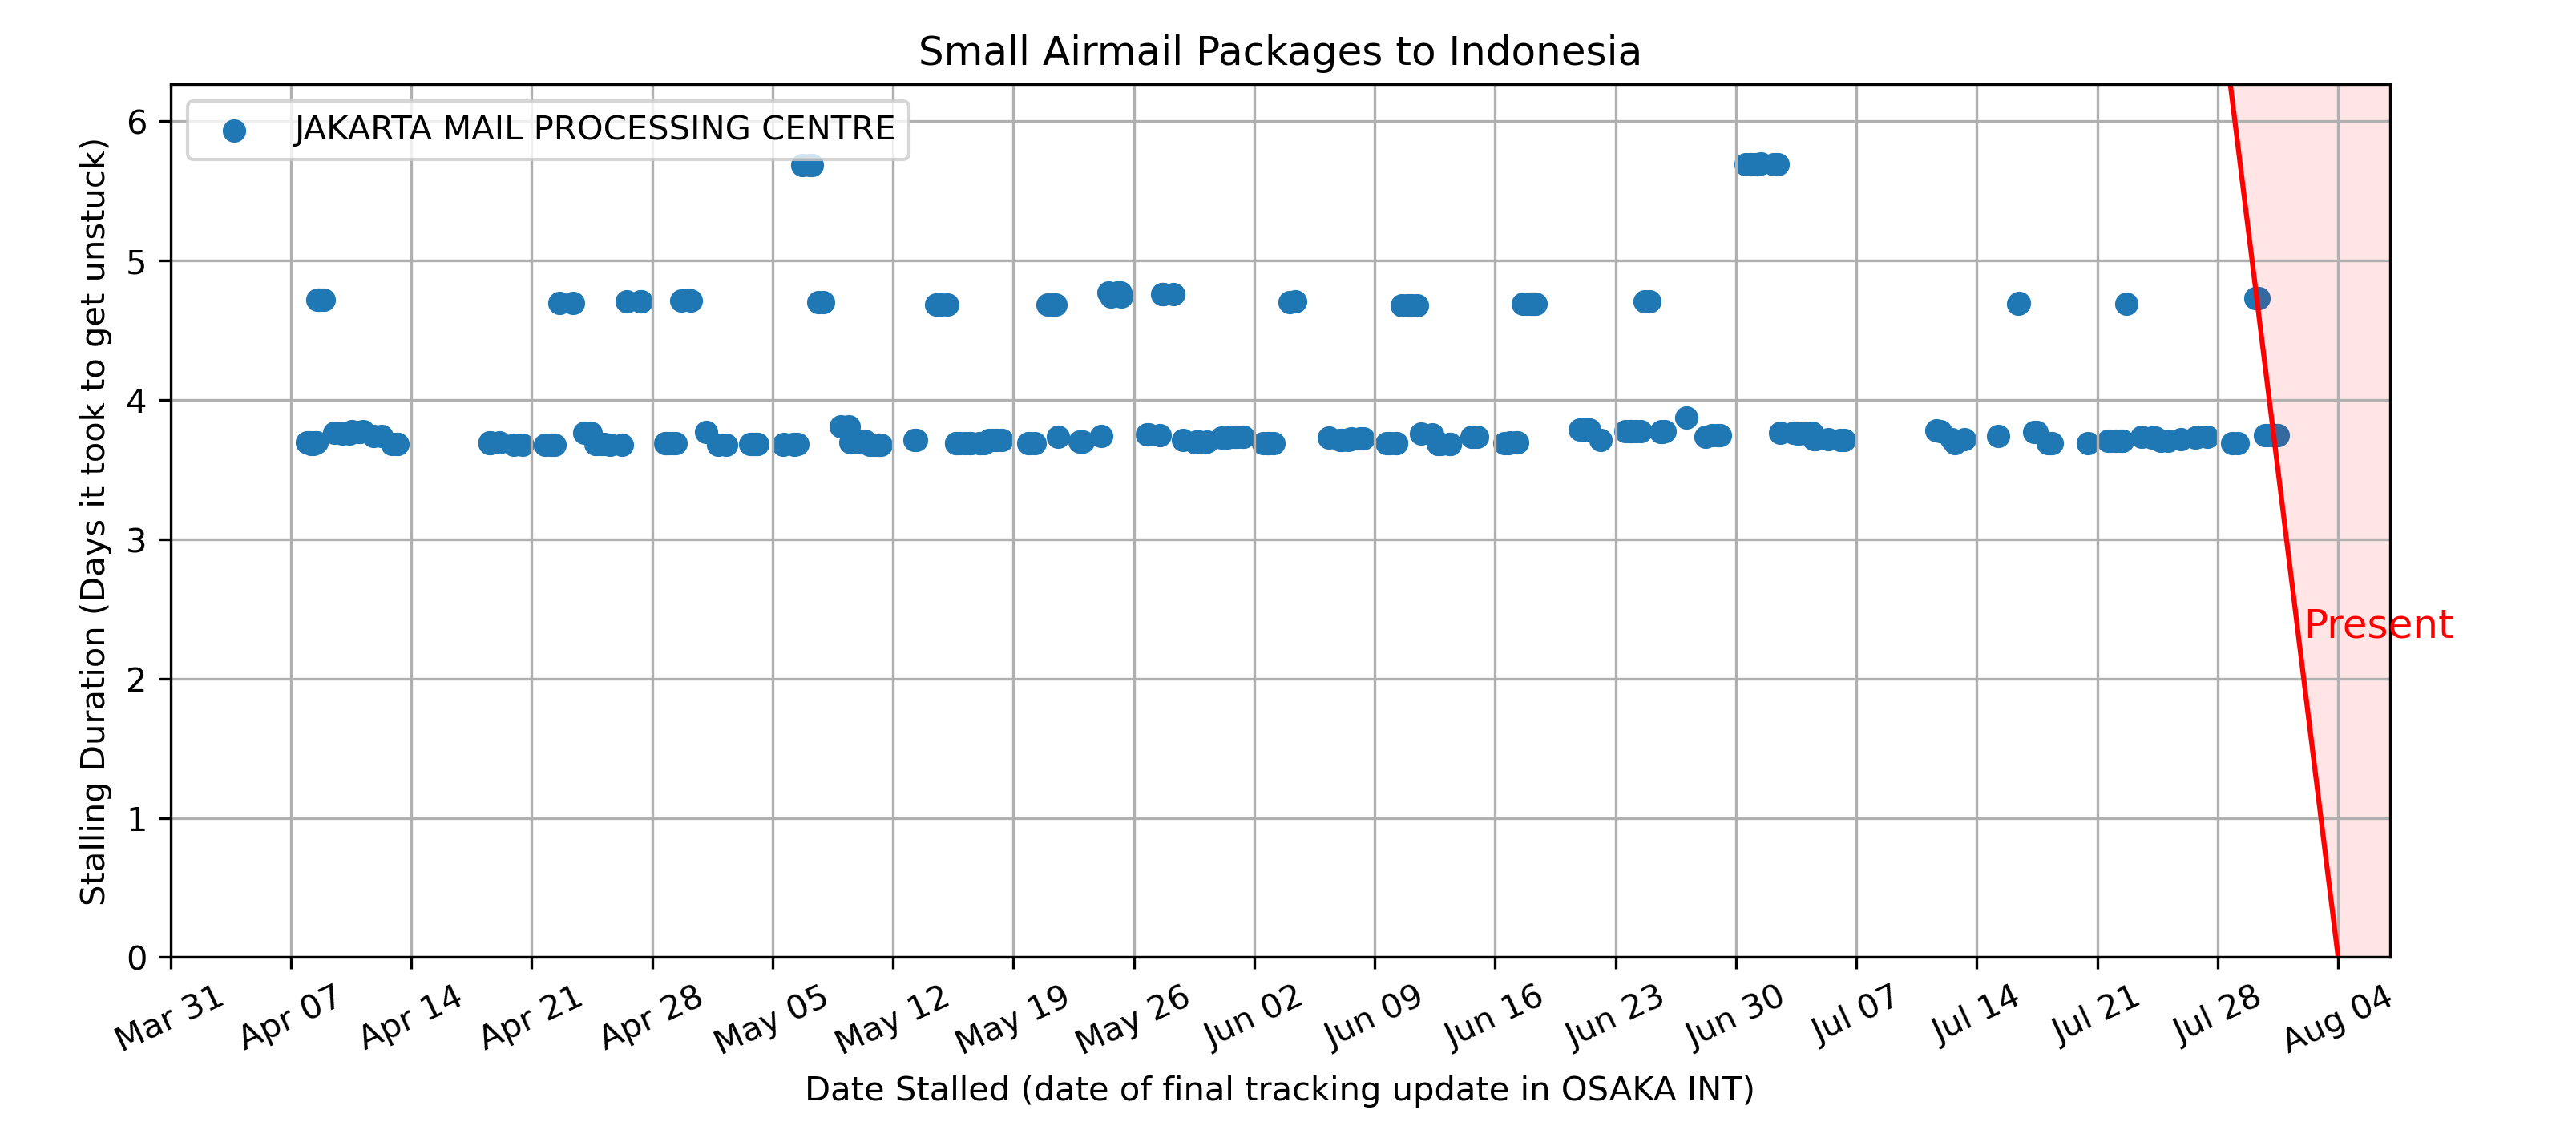 Small Airmail Packages to Indonesia
JAKARTA MAIL PROCESSING CENTRE
Stalling Duration (Days it took to get unstuck)
6
5
4
3
2
1
0
Present
Mar 31
Apr 07
Apr 14
Apr 21
Apr 28
May 05
May 12
May 19
May 26
Jun 02
Jun 09
Jun 16
Jun 23
Jun 30
Jul 07
Jul 14
Jul 21
Jul 28
Aug 04
Date Stalled (date of final tracking update in OSAKA INT)